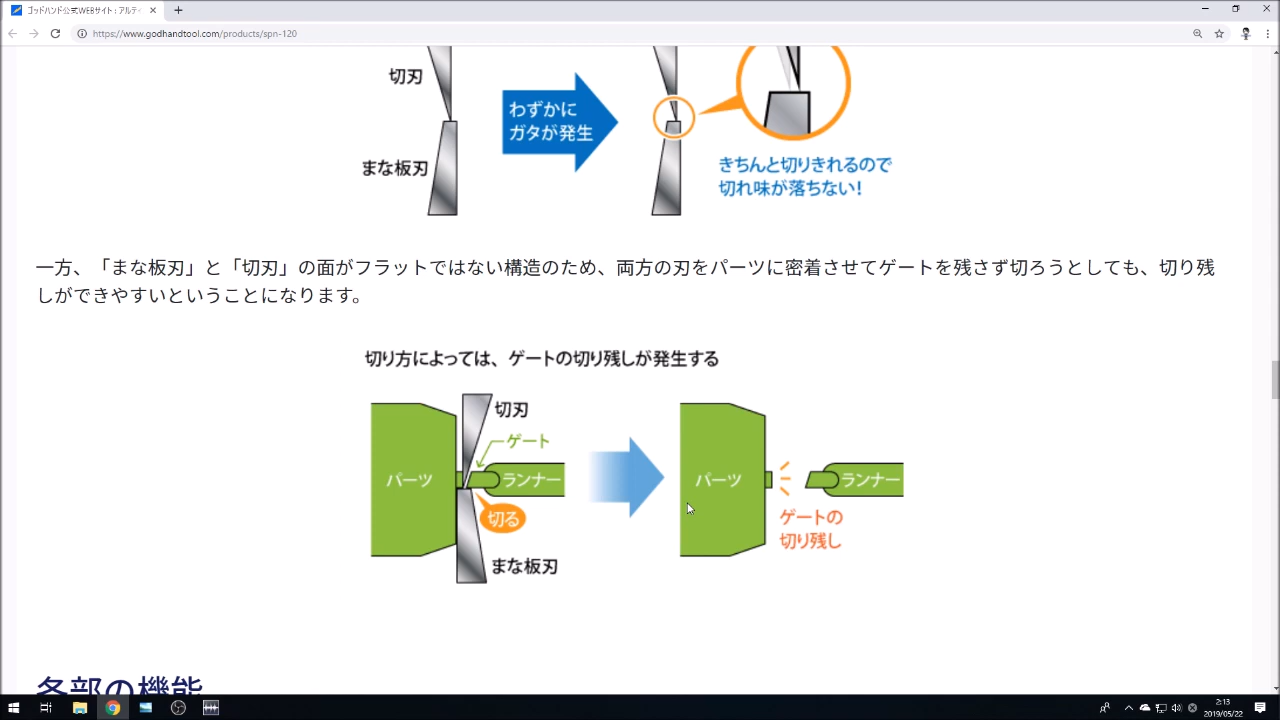 ゴッドハンド公式WEBサイト: アルティ
https://www.godhandtool.com/products/spn-120
切刃
わずかに
ガタが発生
まな板刃
きちんと切りきれるので
切れ味が落ちない!
一方、「まな板刃」と「切刃」の面がフラットではない構造のため、両方の刃をパーツに密着させてゲートを残さず切ろうとしても、切り残
しができやすいということになります。
切り方によっては、ゲートの切り残しが発生する
切刃
ゲート
パーツ
ランナー
切る
まな板刃
パーツ
ランナー
ゲートの
切り残し
各部の機能
2:13
2019/05/22